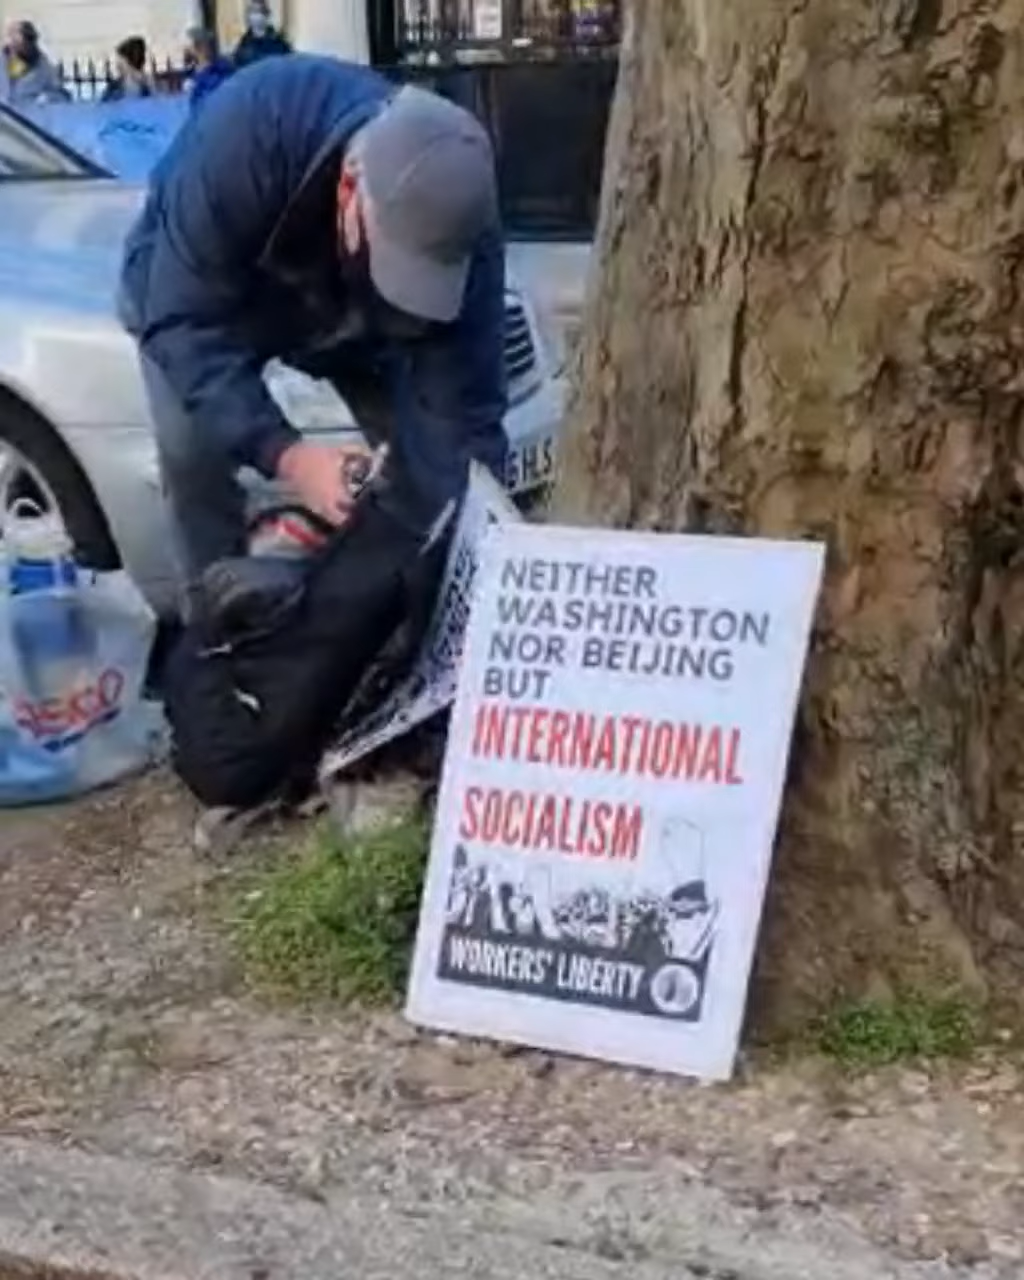 NEITHER
WASHINGTON
NOR BEIJING
BUT
INTERNATIONAL
SOCIALISM
WORKERS' LIBERTY